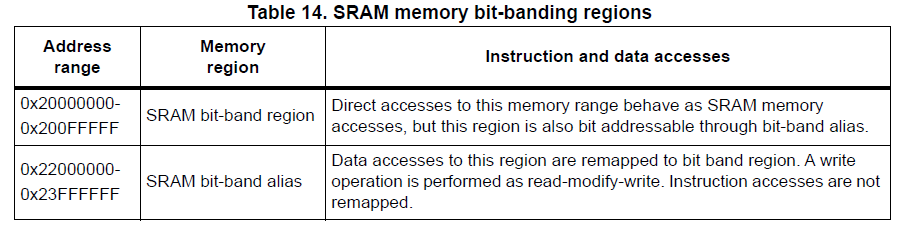 Table 14. SRAM memory bit-banding regions
Address
range
Memory
region
Instruction and data accesses
0x20000000-
0x200FFFFF
SRAM bit-band region
Direct accesses to this memory range behave as SRAM memory
accesses, but this region is also bit addressable through bit-band alias.
0x22000000-
0x23FFFFFF
SRAM bit-band alias
Data accesses to this region are remapped to bit band region. A write
operation is performed as read-modify-write. Instruction accesses are not
remapped.